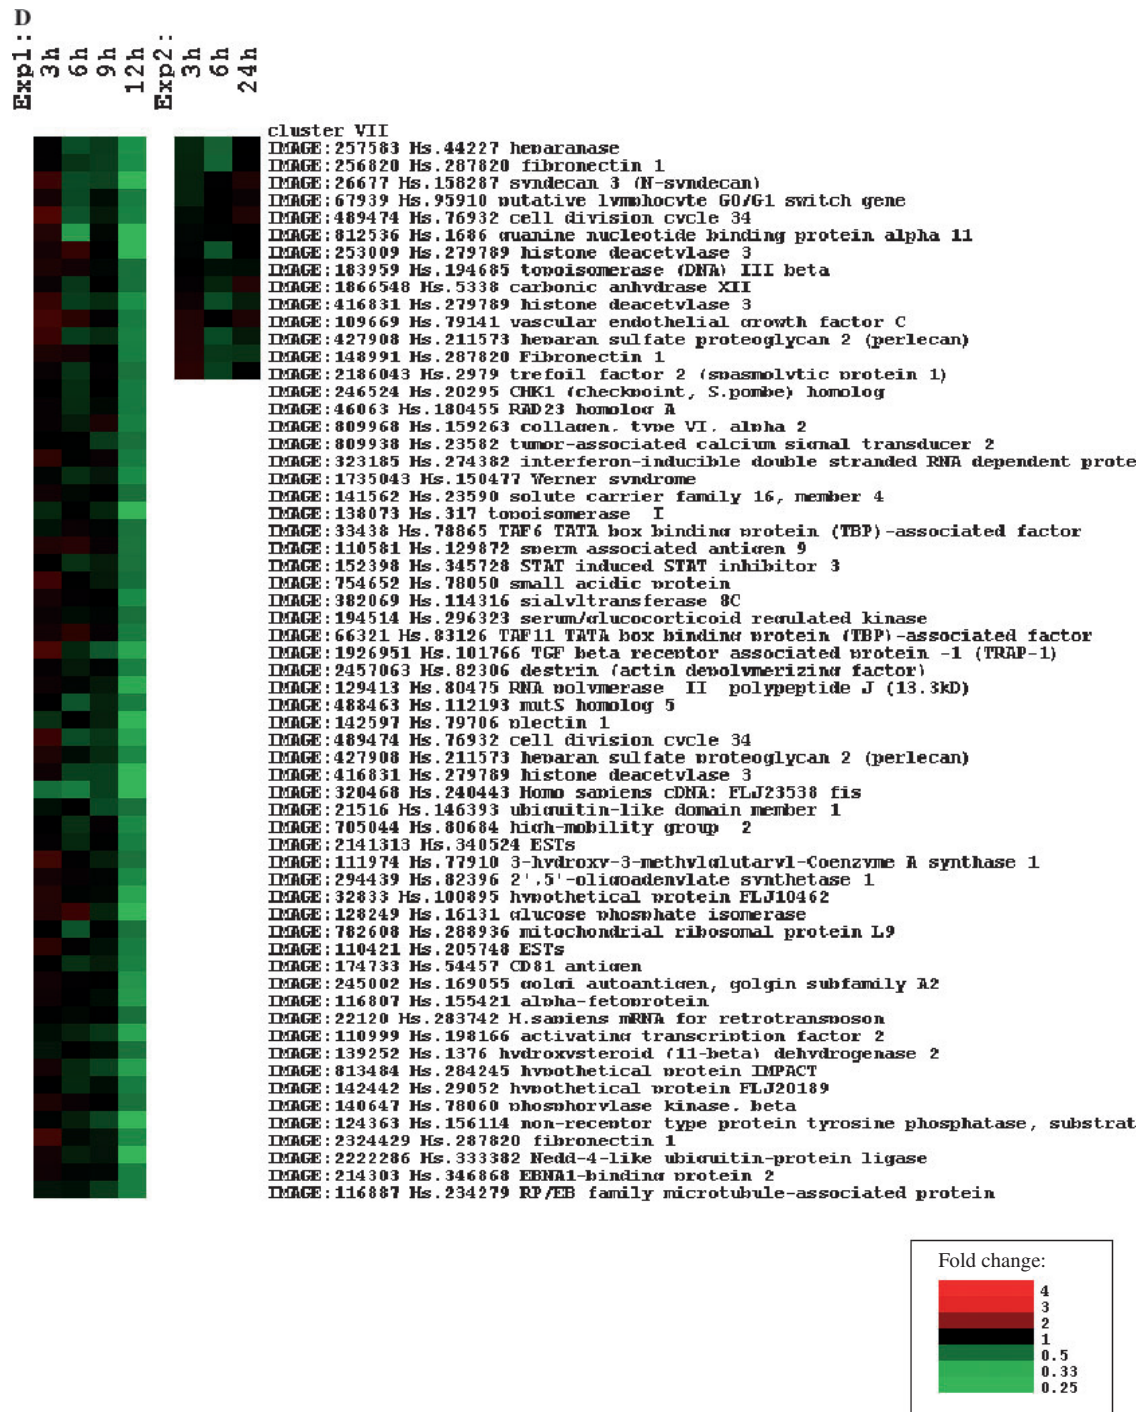 D
Exp1:
3h
6h
9h
12h
Exp2:
3h
6h
24h
cluster VII
IMAGE:257583 Hs.44227 heparanase
IMAGE:256820 Hs.287820 fibronectin 1
IMAGE:26677 Hs.158287 syndecan 3 (N-syndecan)
IMAGE:67939 Hs.95910 putative lymphocyte G0/G1 switch gene
IMAGE:489474 Hs.76932 cell division cycle 34
IMAGE:812536 Hs.1686 guanine nucleotide binding protein alpha 11
IMAGE:253009 Hs.279789 histone deacetylase 3
IMAGE:183959 Hs.194685 topoisomerase (DNA) III beta
IMAGE:1866548 Hs.5338 carbonic anhydrase XII
IMAGE:416831 Hs.279789 histone deacetylase 3
IMAGE:109669 Hs.79141 vascular endothelial growth factor C
IMAGE:427908 Hs.211573 heparan sulfate proteoglycan 2 (perlecan)
IMAGE:148991 Hs.287820 Fibronectin 1
IMAGE:2186043 Hs.2979 trefoil factor 2 (spasmolytic protein 1)
IMAGE:246524 Hs.20295 CHK1 (checkpoint, S.pombe) homolog
IMAGE:46063 Hs.180455 RAD23 homolog A
IMAGE:809968 Hs.159263 collagen, type VI, alpha 2
IMAGE:809938 Hs.23582 tumor-associated calcium signal transducer 2
IMAGE:323185 Hs.274382 interferon-inducible double stranded RNA dependent prote
IMAGE:1735043 Hs.150477 Werner syndrome
IMAGE:141562 Hs.23590 solute carrier family 16, member 4
IMAGE:138073 Hs.317 topoisomerase I
IMAGE:33438 Hs.78865 TAF6 TATA box binding protein (TBP)-associated factor
IMAGE:110581 Hs.129872 sperm associated antigen 9
IMAGE:152398 Hs.345728 STAT induced STAT inhibitor 3
IMAGE:754652 Hs.78050 small acidic protein
IMAGE:382069 Hs.114316 sialyltransferase 8C
IMAGE:194514 Hs.296323 serum/glucocorticoid regulated kinase
IMAGE:66321 Hs.83126 TAF11 TATA box binding protein (TBP)-associated factor
IMAGE:1926951 Hs.101766 TGF beta receptor associated protein -1 (TRAP-1)
IMAGE:2457063 Hs.82306 destrin (actin depolymerizing factor)
IMAGE:129413 Hs.80475 RNA polymerase II polypeptide J (13.3kD)
IMAGE:488463 Hs.112193 mutS homolog 5
IMAGE:142597 Hs.79706 plectin 1
IMAGE:489474 Hs.76932 cell division cycle 34
IMAGE:427908 Hs.211573 heparan sulfate proteoglycan 2 (perlecan)
IMAGE:416831 Hs.279789 histone deacetylase 3
IMAGE:320468 Hs.240443 Homo sapiens cDNA: FLJ23538 fis
IMAGE:21516 Hs.146393 ubiquitin-like domain member 1
IMAGE:705044 Hs.80684 high-mobility group 2
IMAGE:2141313 Hs.340524 ESTs
IMAGE:111974 Hs.77910 3-hydroxy-3-methylglutaryl-Coenzyme A synthase 1
IMAGE:294439 Hs.82396 2',5'-oligoadenylate synthetase 1
IMAGE:32833 Hs.100895 hypothetical protein FLJ10462
IMAGE:128249 Hs.16131 glucose phosphate isomerase
IMAGE:782608 Hs.288936 mitochondrial ribosomal protein L9
IMAGE:110421 Hs.205748 ESTs
IMAGE:174733 Hs.54457 CD81 antigen
IMAGE:245002 Hs.169055 golgi autoantigen, golgin subfamily A2
IMAGE:116807 Hs.155421 alpha-fetoprotein
IMAGE:22120 Hs.283742 H.sapiens mRNA for retrotransposon
IMAGE:110999 Hs.198166 activating transcription factor 2
IMAGE:139252 Hs.1376 hydroxysteroid (11-beta) dehydrogenase 2
IMAGE:813484 Hs.284245 hypothetical protein IMPACT
IMAGE:142442 Hs.29052 hypothetical protein FLJ20189
IMAGE:140647 Hs.78060 phosphorylase kinase, beta
IMAGE:124363 Hs.156114 non-receptor type protein tyrosine phosphatase, substrat
IMAGE:2324429 Hs.287820 fibronectin 1
IMAGE:2222286 Hs.333382 Nedd-4-like ubiquitin-protein ligase
IMAGE:214303 Hs.346868 EBNA1-binding protein 2
IMAGE:116887 Hs.234279 RP/EB family microtubule-associated protein
Fold change:
4
3
2
1
0.5
0.33
0.25